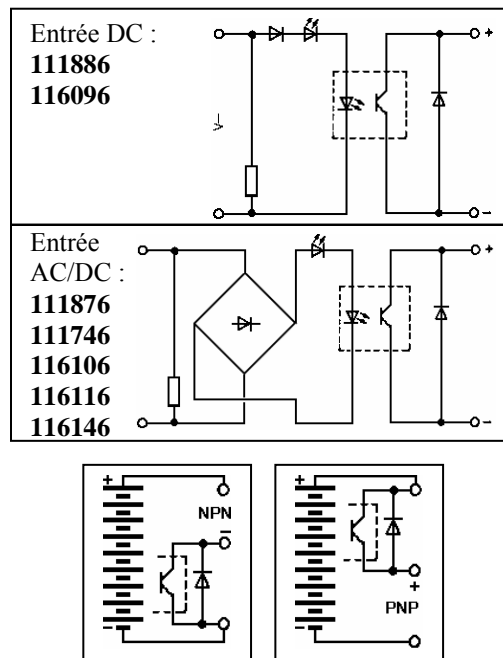 Entrée DC :
111886
116096
+
V—
−
Entrée
AC/DC :
111876
111746
116106
116116
116146
+
−
+
NPN
−
−
+
+
PNP
−